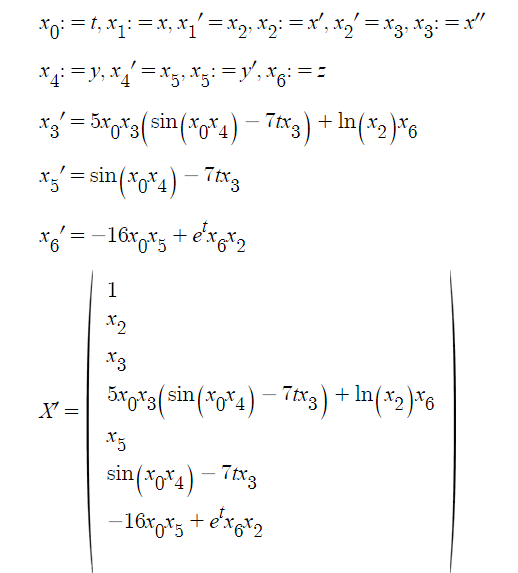 x₀: = t, x₁: = x, x₁′ = x₂, x₂: = x′, x₂′ = x₃, x₃: = x″
x₄: = y, x₄′ = x₅, x₅: = y′, x₆: = z
x₃′ = 5x₀x₃(sin(x₀x₄) − 7tx₃) + ln(x₂)x₆
x₅′ = sin(x₀x₄) − 7tx₃
x₆′ = −16x₀x₅ + eᵗx₆x₂
1
x₂
x₃
X′ = 5x₀x₃(sin(x₀x₄) − 7tx₃) + ln(x₂)x₆
x₅
sin(x₀x₄) − 7tx₃
−16x₀x₅ + eᵗx₆x₂